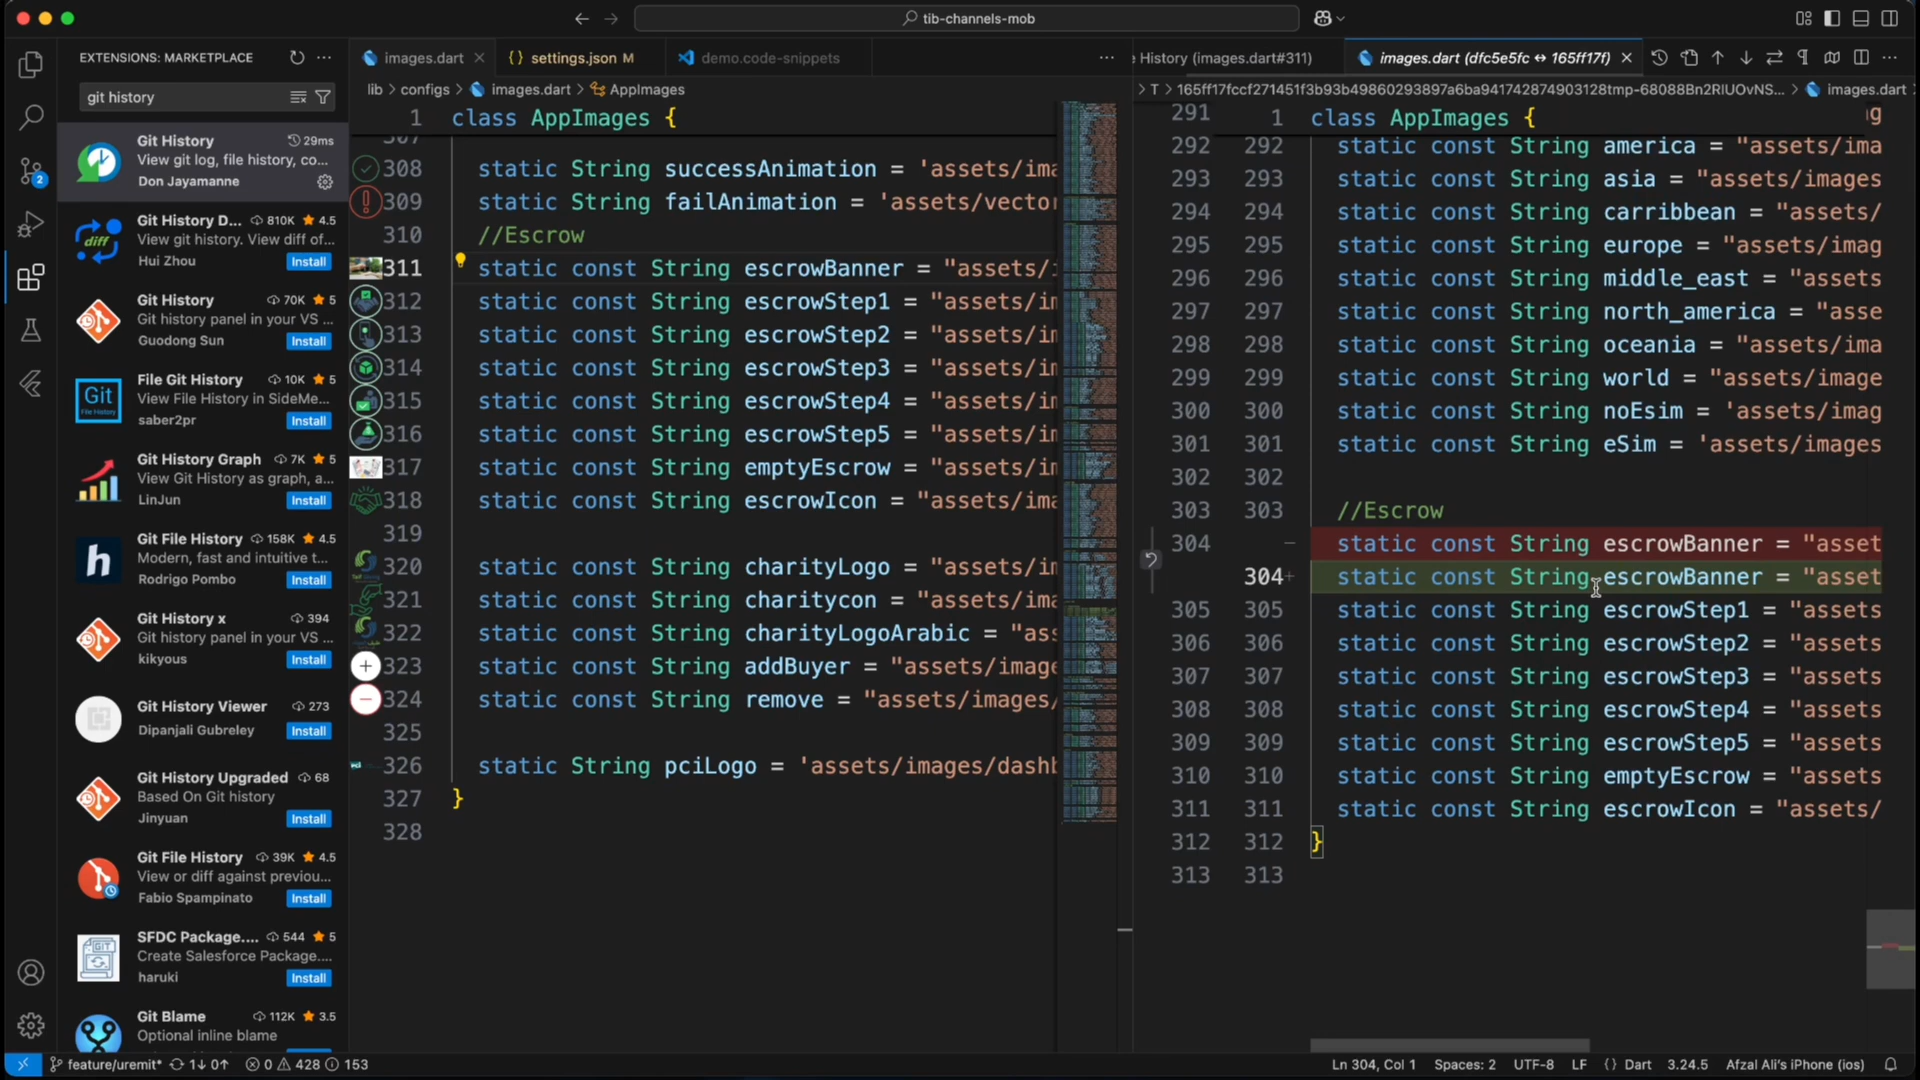 tib-channels-mob
EXTENSIONS: MARKETPLACE
git history
Git History
29ms
View git log, file history, co...
Don Jayamanne
Git History D...
810K
4.5
View git history. View diff of...
Hui Zhou
Install
Git History
70K
5
Git history panel in your VS ...
Guodong Sun
Install
File Git History
10K
5
View File History in SideMe...
saber2pr
Install
Git History Graph
7K
5
View Git History as graph, a...
LinJun
Install
Git File History
158K
4.5
Modern, fast and intuitive t...
Rodrigo Pombo
Install
Git History x
394
Git history panel in your VS ...
kikyous
Install
Git History Viewer
273
Dipanjali Gubreley
Install
Git History Upgraded
68
Based On Git history
Jinyuan
Install
Git File History
39K
4.5
View or diff against previou...
Fabio Spampinato
Install
SFDC Package....
544
5
Create Salesforce Package....
haruki
Install
Git Blame
112K
3.5
Optional inline blame
images.dart
{} settings.json M
demo.code-snippets
lib > configs > images.dart > AppImages
1 class AppImages {
308 static String successAnimation = 'assets/ima
309 static String failAnimation = 'assets/vector
310 //Escrow
311 static const String escrowBanner = "assets/i
312 static const String escrowStep1 = "assets/im
313 static const String escrowStep2 = "assets/im
314 static const String escrowStep3 = "assets/im
315 static const String escrowStep4 = "assets/im
316 static const String escrowStep5 = "assets/im
317 static const String emptyEscrow = "assets/im
318 static const String escrowIcon = "assets/ima
319
320 static const String charityLogo = "assets/im
321 static const String charitycon = "assets/ima
322 static const String charityLogoArabic = "ass
323 static const String addBuyer = "assets/image
324 static const String remove = "assets/images/
325
326 static String pciLogo = 'assets/images/dashb
327 }
328
e History (images.dart#311)
images.dart (dfc5e5fc ↔ 165ff17f)
> T > 165ff17fccf271451f3b93b49860293897a6ba941742874903128tmp-68088Bn2RlUOvNS... > images.dart
291 1 class AppImages {
292 292 static const String america = "assets/ima
293 293 static const String asia = "assets/images
294 294 static const String carribbean = "assets/
295 295 static const String europe = "assets/imag
296 296 static const String middle_east = "assets
297 297 static const String north_america = "asse
298 298 static const String oceania = "assets/ima
299 299 static const String world = "assets/image
300 300 static const String noEsim = 'assets/imag
301 301 static const String eSim = 'assets/images
302 302
303 303 //Escrow
304 − static const String escrowBanner = "asset
304+ static const String escrowBanner = "asset
305 305 static const String escrowStep1 = "assets
306 306 static const String escrowStep2 = "assets
307 307 static const String escrowStep3 = "assets
308 308 static const String escrowStep4 = "assets
309 309 static const String escrowStep5 = "assets
310 310 static const String emptyEscrow = "assets
311 311 static const String escrowIcon = "assets/
312 312 }
313 313
2
feature/uremit* 1↓ 0↑ 0 428 153
Ln 304, Col 1 Spaces: 2 UTF-8 LF {} Dart 3.24.5 Afzal Ali's iPhone (ios)